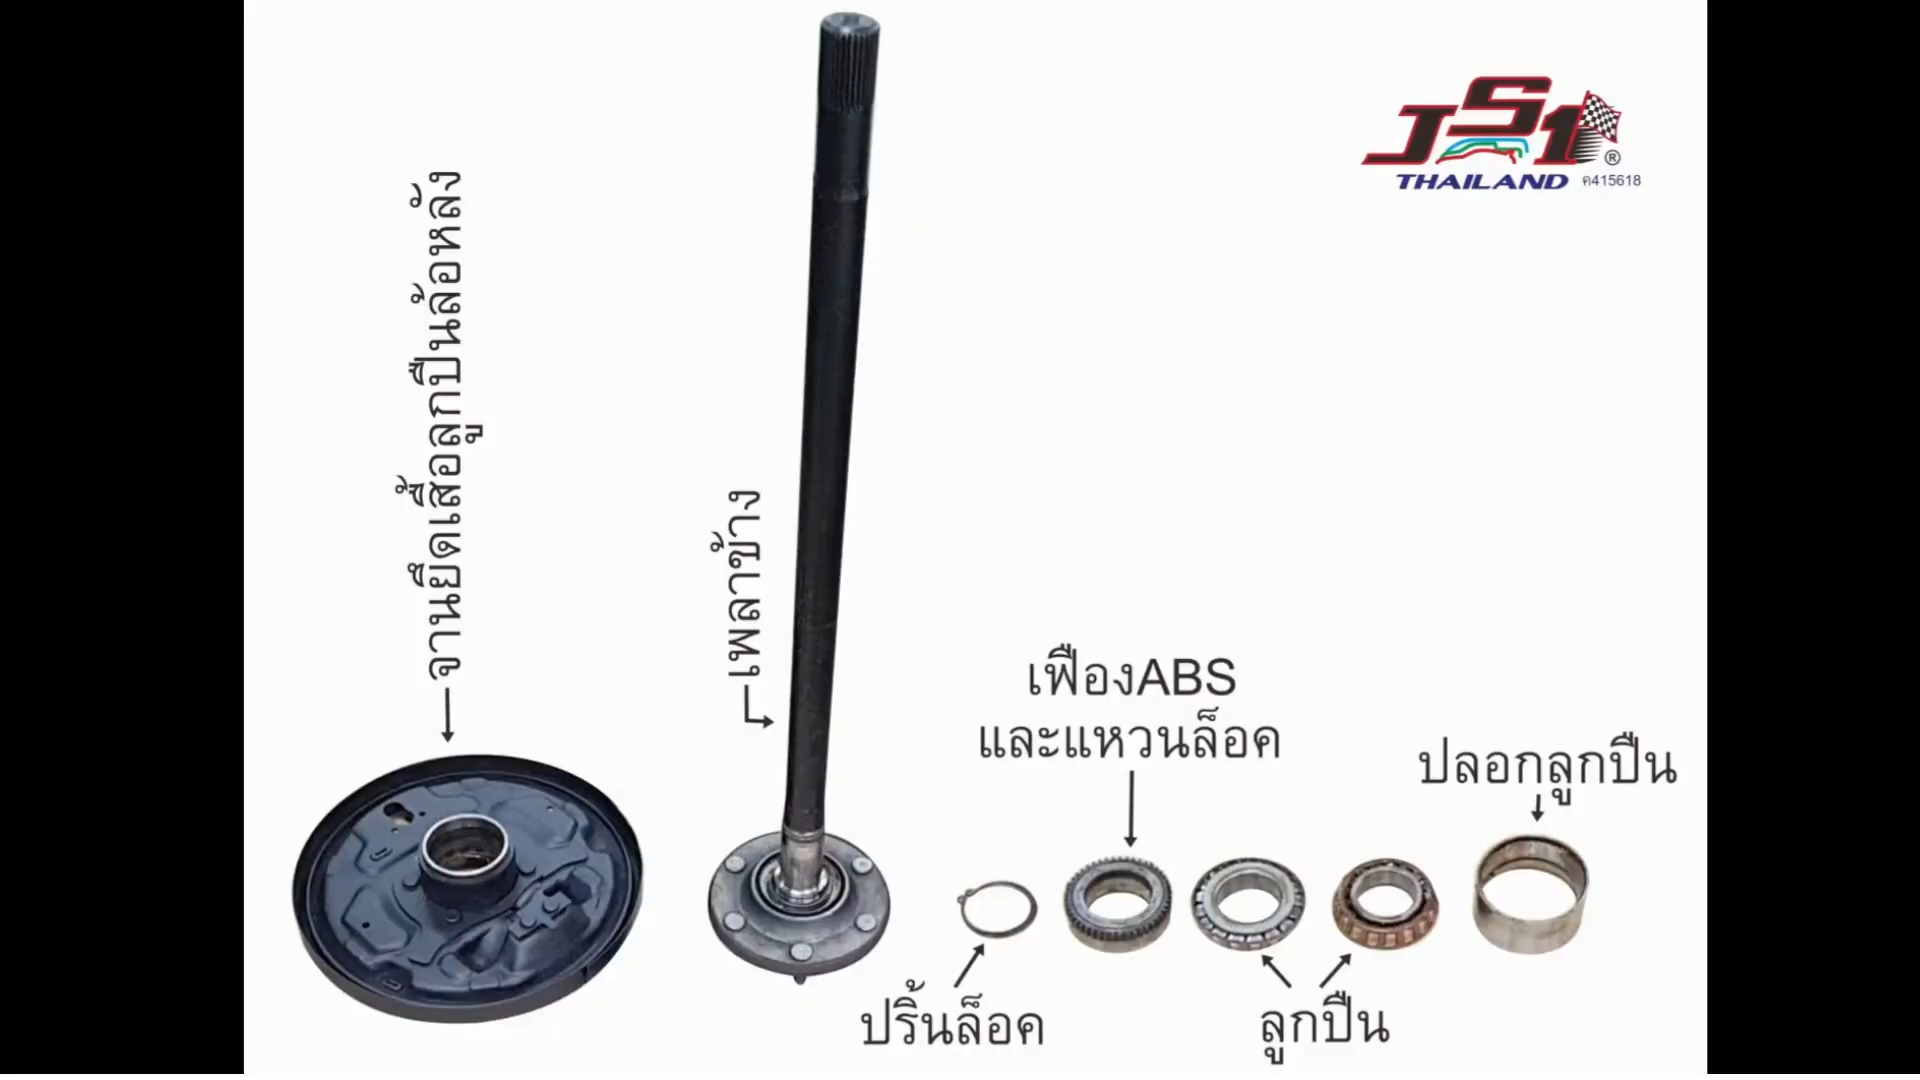 JS1
®
THAILAND ค415618
จานยึดเสื้อลูกปืนล้อหลัง
เพลาข้าง
เฟืองABS
และแหวนล็อค
ปลอกลูกปืน
ปริ้นล็อค
ลูกปืน